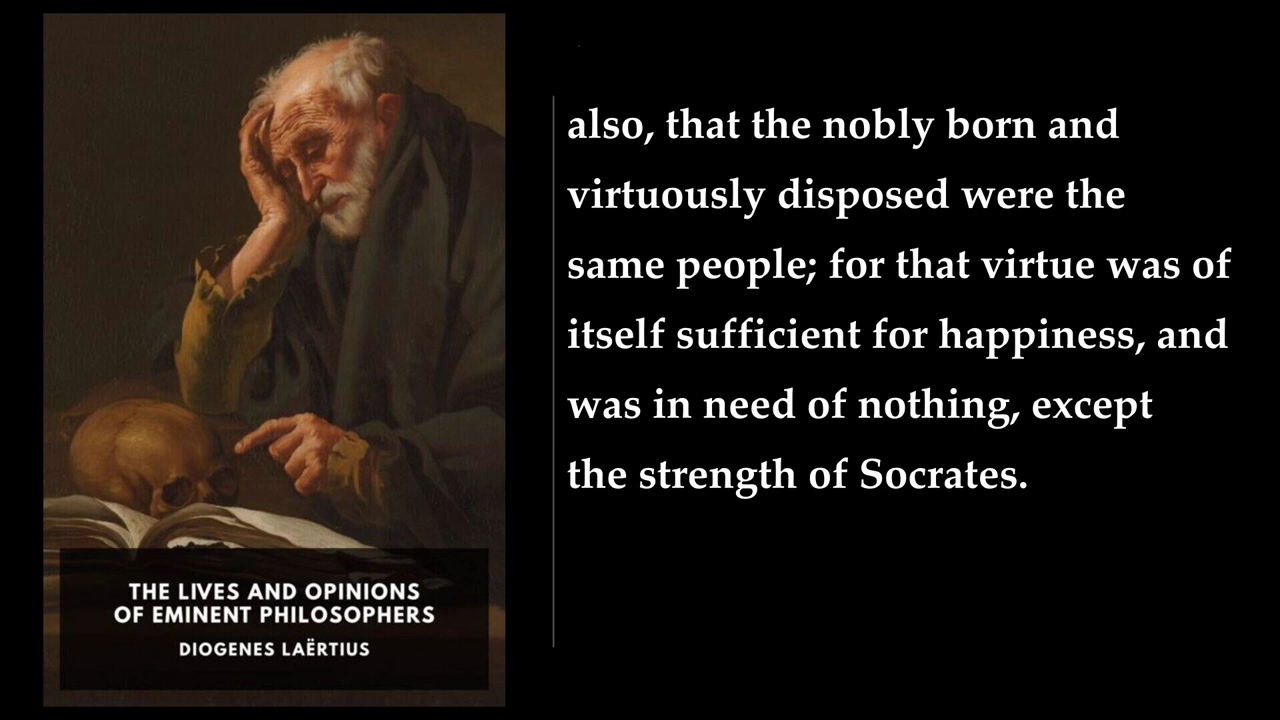 THE LIVES AND OPINIONS
OF EMINENT PHILOSOPHERS
DIOGENES LAËRTIUS
also, that the nobly born and
virtuously disposed were the
same people; for that virtue was of
itself sufficient for happiness, and
was in need of nothing, except
the strength of Socrates.